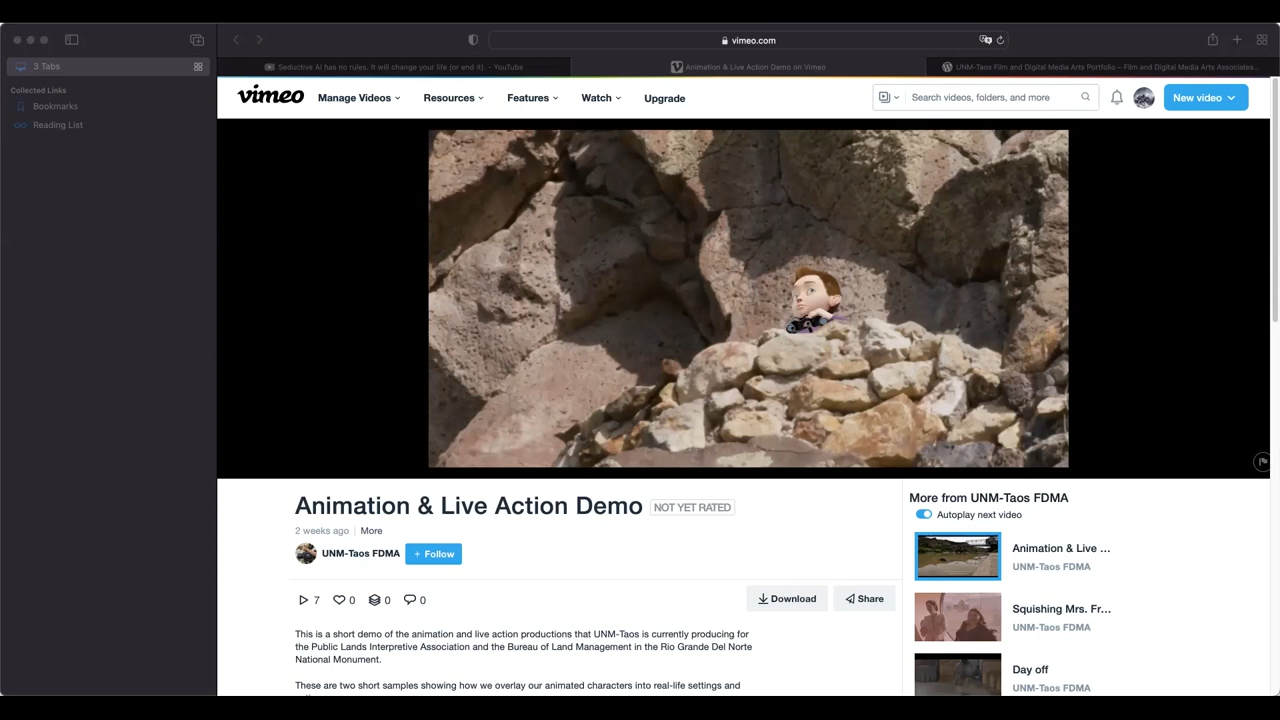 vimeo.com
3 Tabs
Seductive AI has no rules. It will change your life (or end it). - YouTube
Animation & Live Action Demo on Vimeo
UNM-Taos Film and Digital Media Arts Portfolio – Film and Digital Media Arts Associates...
Collected Links
Bookmarks
Reading List
vimeo
Manage Videos
Resources
Features
Watch
Upgrade
Search videos, folders, and more
New video
Animation & Live Action Demo
NOT YET RATED
2 weeks ago | More
UNM-Taos FDMA
+ Follow
7
0
0
0
Download
Share
This is a short demo of the animation and live action productions that UNM-Taos is currently producing for
the Public Lands Interpretive Association and the Bureau of Land Management in the Rio Grande Del Norte
National Monument.
These are two short samples showing how we overlay our animated characters into real-life settings and
More from UNM-Taos FDMA
Autoplay next video
Animation & Live ...
UNM-Taos FDMA
Squishing Mrs. Fr...
UNM-Taos FDMA
Day off
UNM-Taos FDMA